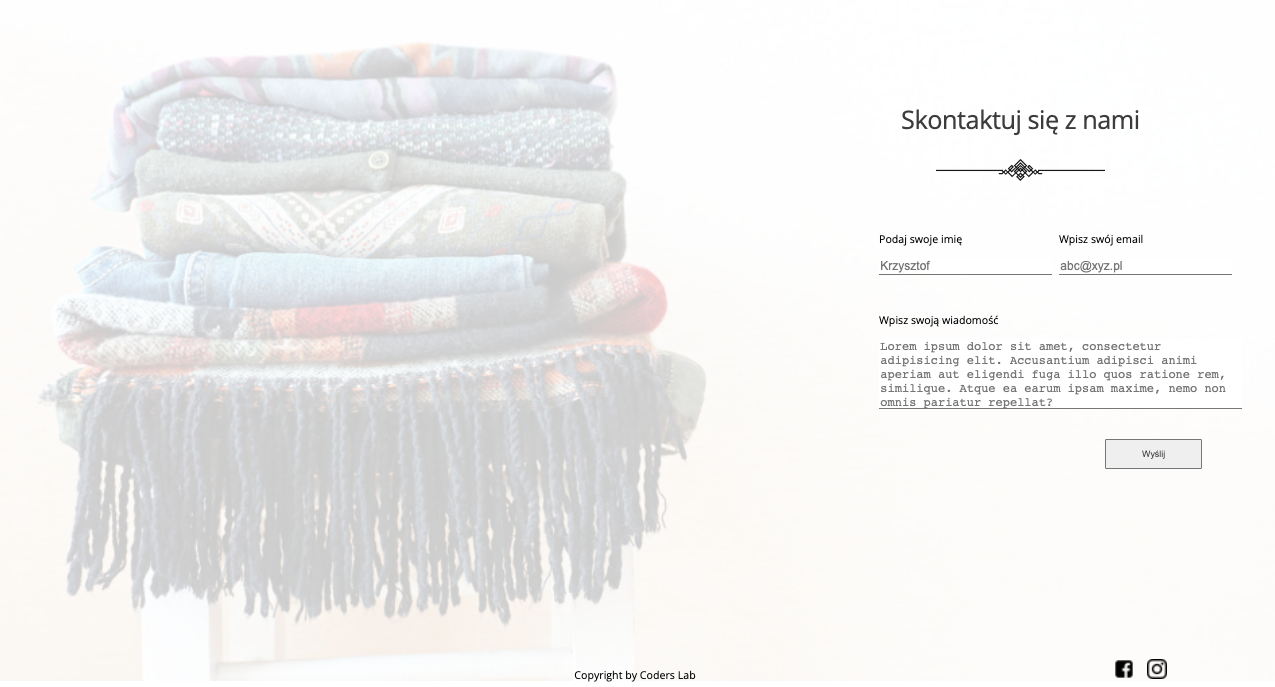 Skontaktuj się z nami
Podaj swoje imię
Wpisz swój email
Krzysztof
abc@xyz.pl
Wpisz swoją wiadomość
Lorem ipsum dolor sit amet, consectetur
adipisicing elit. Accusantium adipisci animi
aperiam aut eligendi fuga illo quos ratione rem,
similique. Atque ea earum ipsam maxime, nemo non
omnis pariatur repellat?
Wyślij
Copyright by Coders Lab